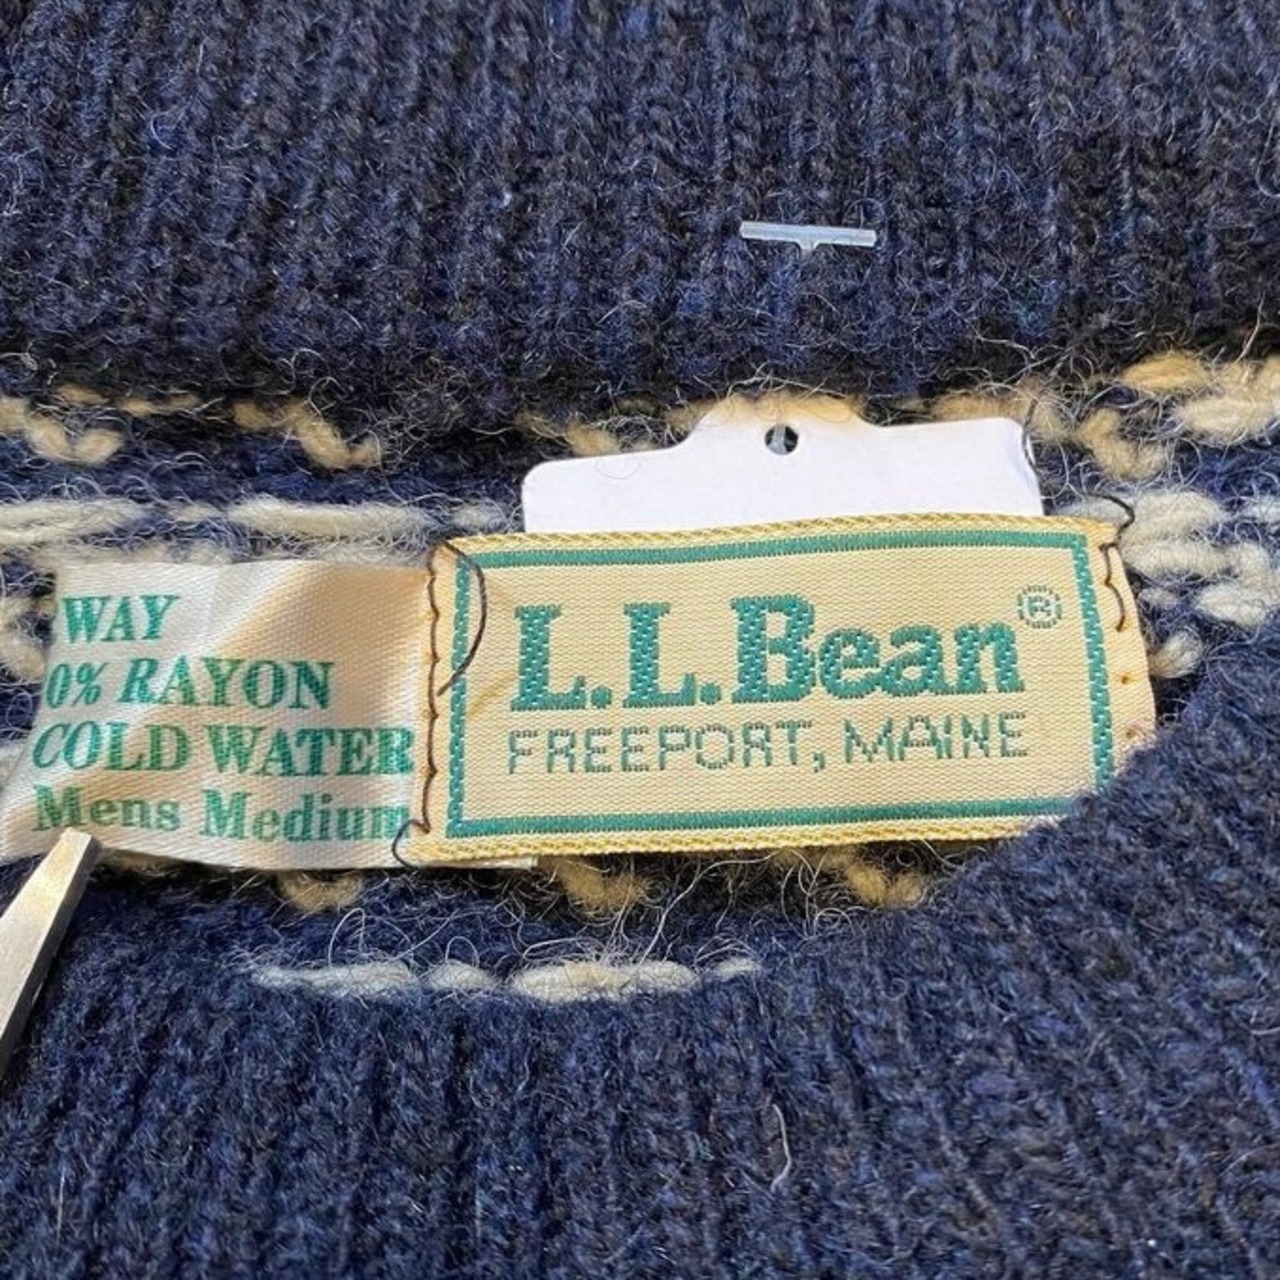 WAY
0% RAYON
COLD WATER
Mens Medium
L.L.Bean®
FREEPORT, MAINE